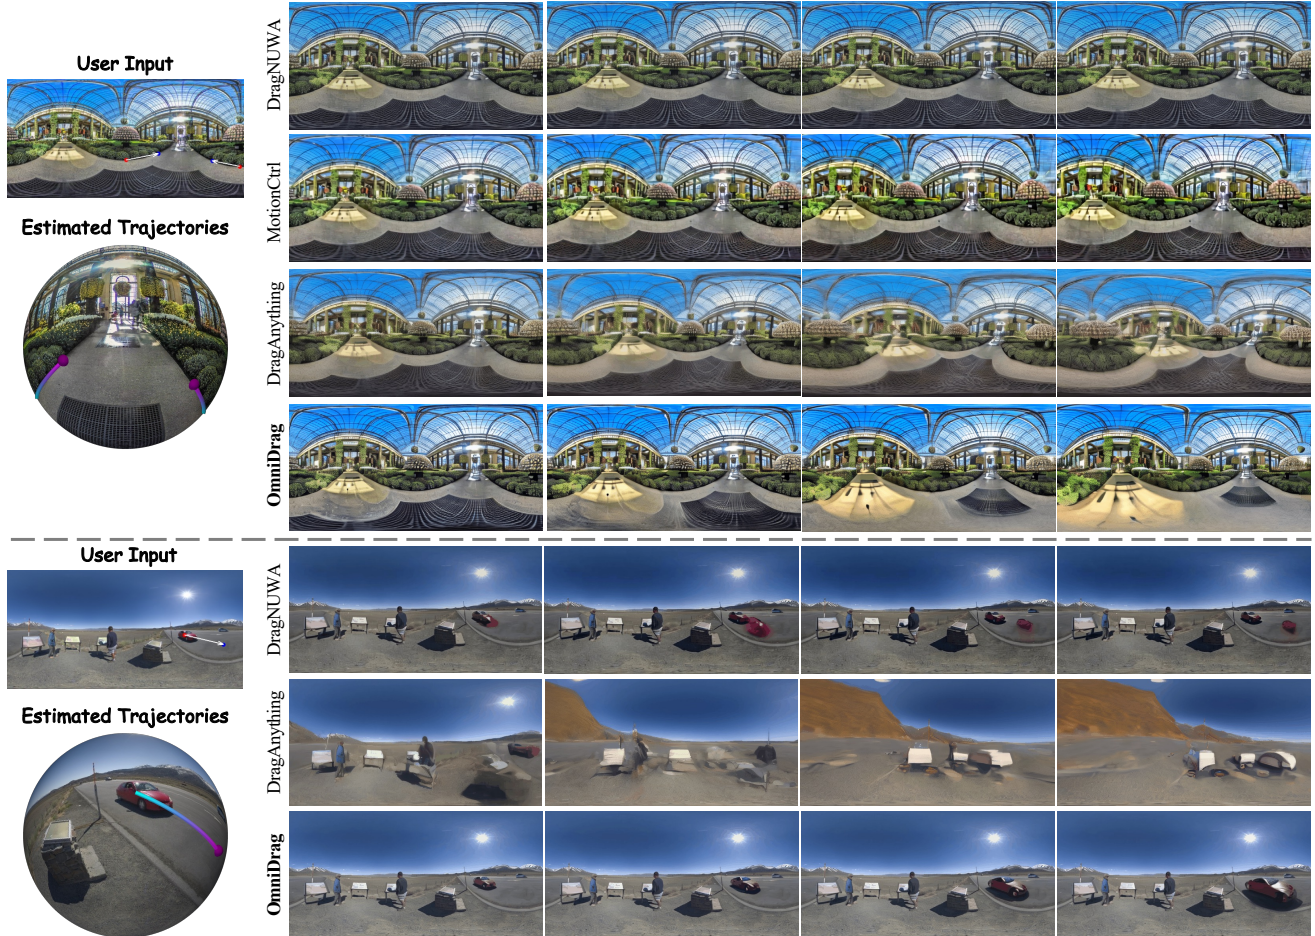 User Input
Estimated Trajectories
DragNUWA
MotionCtrl
DragAnything
OmniDrag
User Input
Estimated Trajectories
DragNUWA
DragAnything
OmniDrag